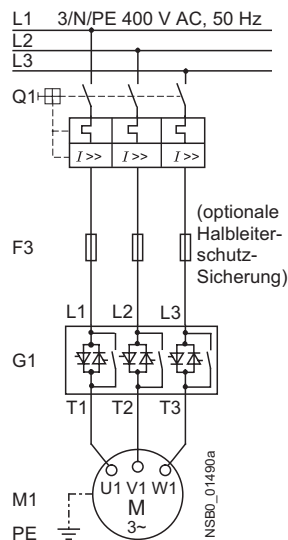 L1 3/N/PE 400 V AC, 50 Hz
L2
L3
Q1
I>> I>> I>>
(optionale
Halbleiter-
schutz-
Sicherung)
F3
L1 L2 L3
G1
T1 T2 T3
U1 V1 W1
M1 M
3~
PE
NSB0_01490a